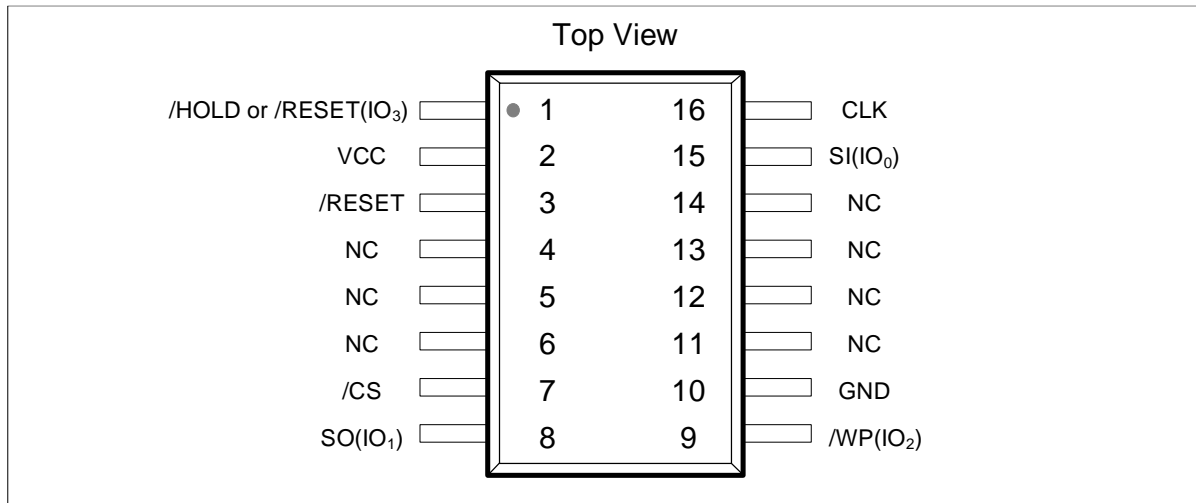 Top View
/HOLD or /RESET(IO₃) 1 16 CLK
VCC 2 15 SI(IO₀)
/RESET 3 14 NC
NC 4 13 NC
NC 5 12 NC
NC 6 11 NC
/CS 7 10 GND
SO(IO₁) 8 9 /WP(IO₂)